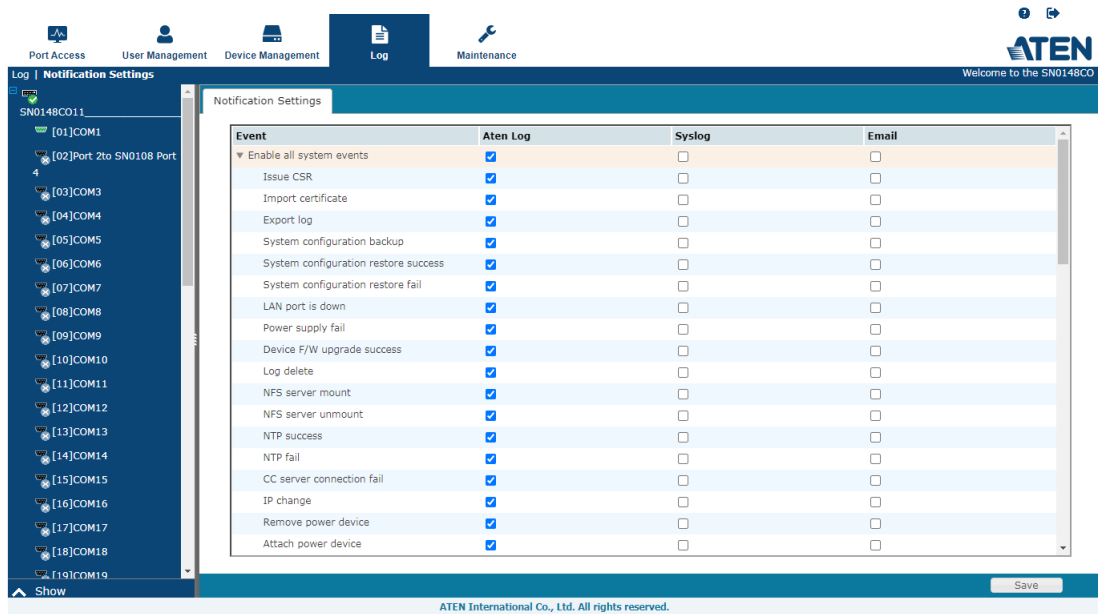 Port Access
User Management
Device Management
Log
Maintenance
ATEN
Log | Notification Settings
Welcome to the SN0148CO
SN0148CO11
[01]COM1
[02]Port 2to SN0108 Port
4
[03]COM3
[04]COM4
[05]COM5
[06]COM6
[07]COM7
[08]COM8
[09]COM9
[10]COM10
[11]COM11
[12]COM12
[13]COM13
[14]COM14
[15]COM15
[16]COM16
[17]COM17
[18]COM18
[19]COM19
Show
Notification Settings
Event Aten Log Syslog Email
Enable all system events
Issue CSR
Import certificate
Export log
System configuration backup
System configuration restore success
System configuration restore fail
LAN port is down
Power supply fail
Device F/W upgrade success
Log delete
NFS server mount
NFS server unmount
NTP success
NTP fail
CC server connection fail
IP change
Remove power device
Attach power device
Save
ATEN International Co., Ltd. All rights reserved.